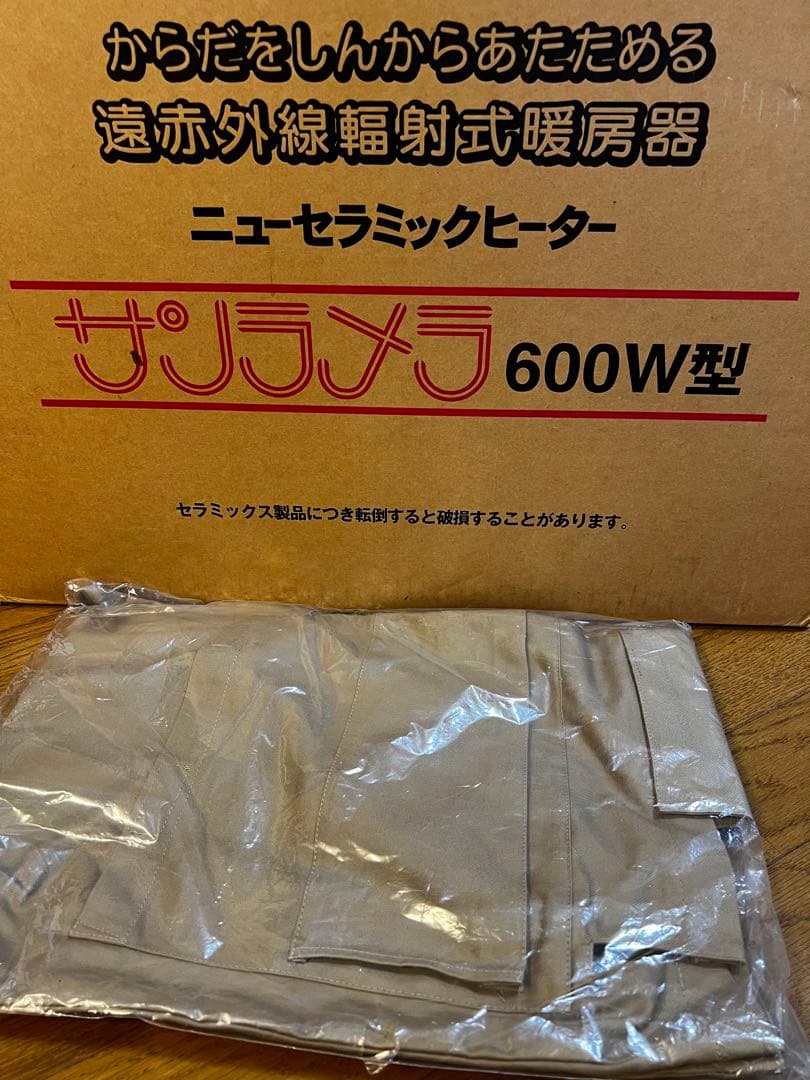 からだをしんからあたためる
遠赤外線輻射式暖房器
ニューセラミックヒーター
サンラメラ 600W型
セラミックス製品につき転倒すると破損することがあります。